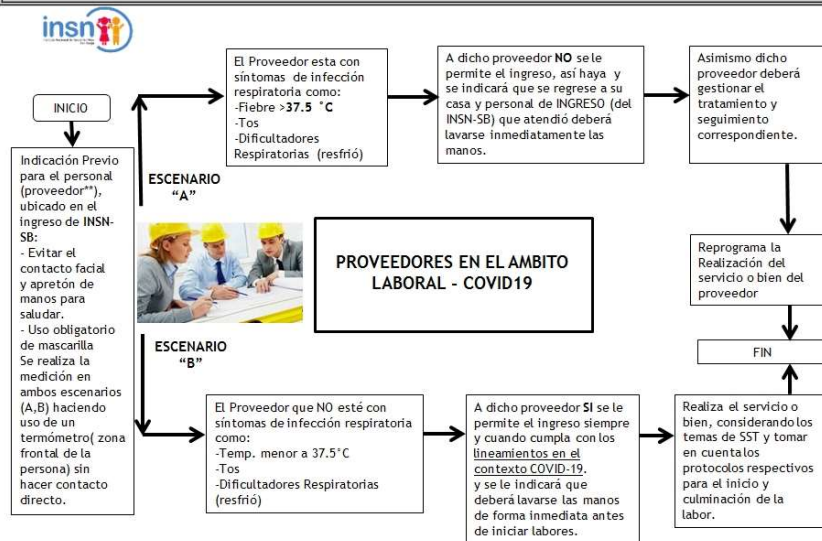 insn
INICIO
Indicación Previo
para el personal
(proveedor**),
ubicado en el
ingreso de INSN-
SB:
- Evitar el
contacto facial
y apretón de
manos para
saludar.
- Uso obligatorio
de mascarilla
Se realiza la
medición en
ambos escenarios
(A,B) haciendo
uso de un
termómetro( zona
frontal de la
persona) sin
hacer contacto
directo.
ESCENARIO
“A”
El Proveedor esta con
síntomas de infección
respiratoria como:
-Fiebre >37.5 °C
-Tos
-Dificultadores
Respiratorias (resfrió)
A dicho proveedor NO se le
permite el ingreso, así haya y
se indicará que se regrese a su
casa y personal de INGRESO (del
INSN-SB) que atendió deberá
lavarse inmediatamente las
manos.
Asimismo dicho
proveedor deberá
gestionar el
tratamiento y
seguimiento
correspondiente.
Reprograma la
Realización del
servicio o bien del
proveedor
FIN
PROVEEDORES EN EL AMBITO
LABORAL - COVID19
ESCENARIO
“B”
El Proveedor que NO esté con
síntomas de infección respiratoria
como:
-Temp. menor a 37.5°C
-Tos
-Dificultadores Respiratorias
(resfrió)
A dicho proveedor SI se le
permite el ingreso siempre
y cuando cumpla con los
lineamientos en el
contexto COVID-19.
y se le indicará que
deberá lavarse las manos
de forma inmediata antes
de iniciar labores.
Realiza el servicio o
bien, considerando los
temas de SST y tomar
en cuenta los
protocolos respectivos
para el inicio y
culminación de la
labor.